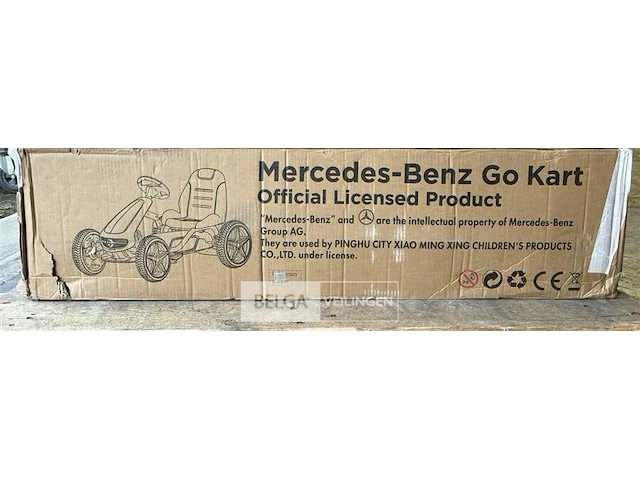 Mercedes-Benz Go Kart
Official Licensed Product
"Mercedes-Benz" and are the intellectual property of Mercedes-Benz
Group AG.
They are used by PINGHU CITY XIAO MING XING CHILDREN'S PRODUCTS
CO.,LTD. under license.
CE
BELGA VEILINGEN